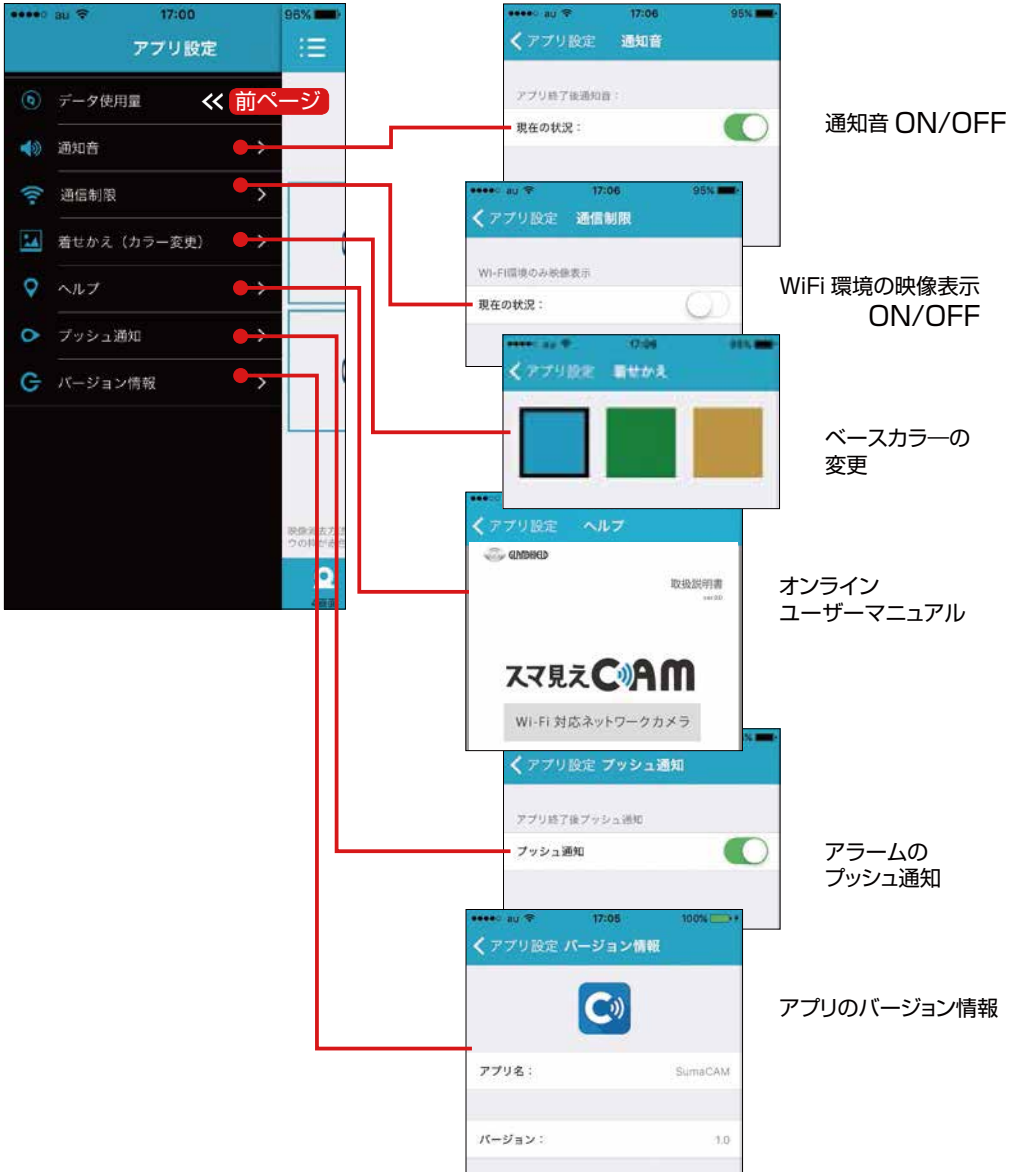 au 17:00 96%
アプリ設定
データ使用量
<< 前ページ
通知音
通信制限
着せかえ（カラー変更）
ヘルプ
プッシュ通知
バージョン情報
4画面
au 17:06 95%
アプリ設定 通知音
アプリ終了後通知音：
現在の状況：
通知音 ON/OFF
au 17:06 95%
アプリ設定 通信制限
WI-FI環境のみ映像表示
現在の状況：
WiFi 環境の映像表示
ON/OFF
au 17:06 95%
アプリ設定 着せかえ
ベースカラーの
変更
アプリ設定 ヘルプ
取扱説明書
スマ見えCAM
Wi-Fi 対応ネットワークカメラ
オンライン
ユーザーマニュアル
アプリ設定 プッシュ通知
アプリ終了後プッシュ通知
プッシュ通知
アラームの
プッシュ通知
au 17:05 100%
アプリ設定 バージョン情報
アプリのバージョン情報
アプリ名： SumaCAM
バージョン： 1.0